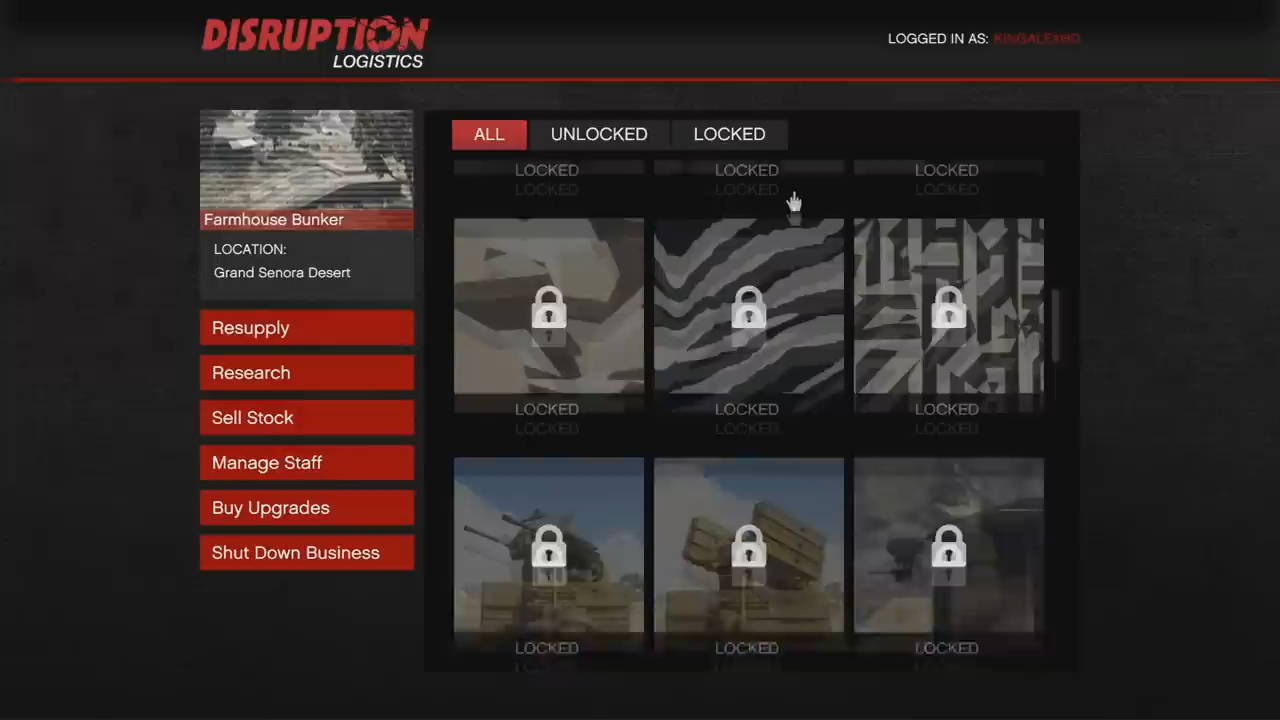 DISRUPTION
LOGISTICS
LOGGED IN AS: KINGALEXHD
Farmhouse Bunker
LOCATION:
Grand Senora Desert
Resupply
Research
Sell Stock
Manage Staff
Buy Upgrades
Shut Down Business
ALL UNLOCKED LOCKED
LOCKED LOCKED LOCKED
LOCKED LOCKED LOCKED
LOCKED LOCKED LOCKED